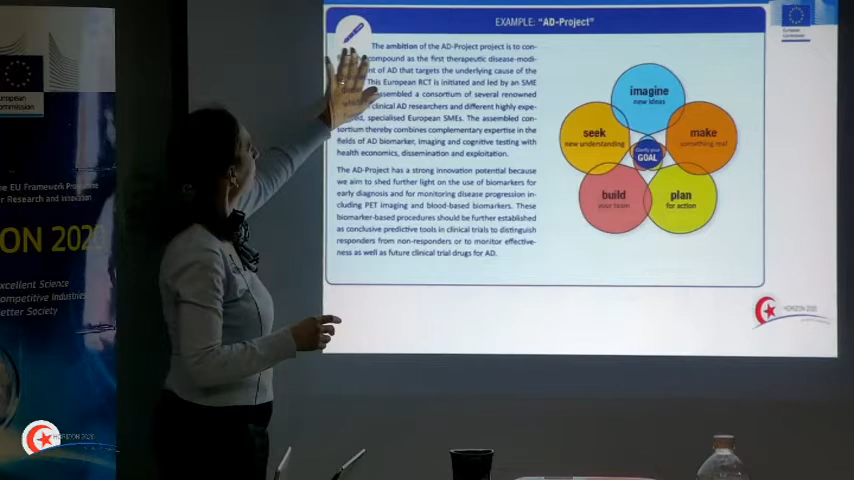 European
Commission
HORIZON 2020
EXAMPLE: "AD-Project"
European
Commission
The ambition of the AD-Project project is to con-
compound as the first therapeutic disease-modi-
nt of AD that targets the underlying cause of the
This European RCT is initiated and led by an SME
assembled a consortium of several renowned
clinical AD researchers and different highly expe-
specialised European SMEs. The assembled con-
sortium thereby combines complementary expertise in the
fields of AD biomarker, imaging and cognitive testing with
health economics, dissemination and exploitation.
The AD-Project has a strong innovation potential because
we aim to shed further light on the use of biomarkers for
early diagnosis and for monitoring disease progression in-
cluding PET imaging and blood-based biomarkers. These
biomarker-based procedures should be further established
as conclusive predictive tools in clinical trials to distinguish
responders from non-responders or to monitor effective-
ness as well as future clinical trial drugs for AD.
imagine
new ideas
seek
new understanding
make
something real
Clarify your
GOAL
build
your team
plan
for action
HORIZON 2020
he EU Framework Programme
r Research and Innovation
ON 2020
xcellent Science
ompetitive Industries
etter Society